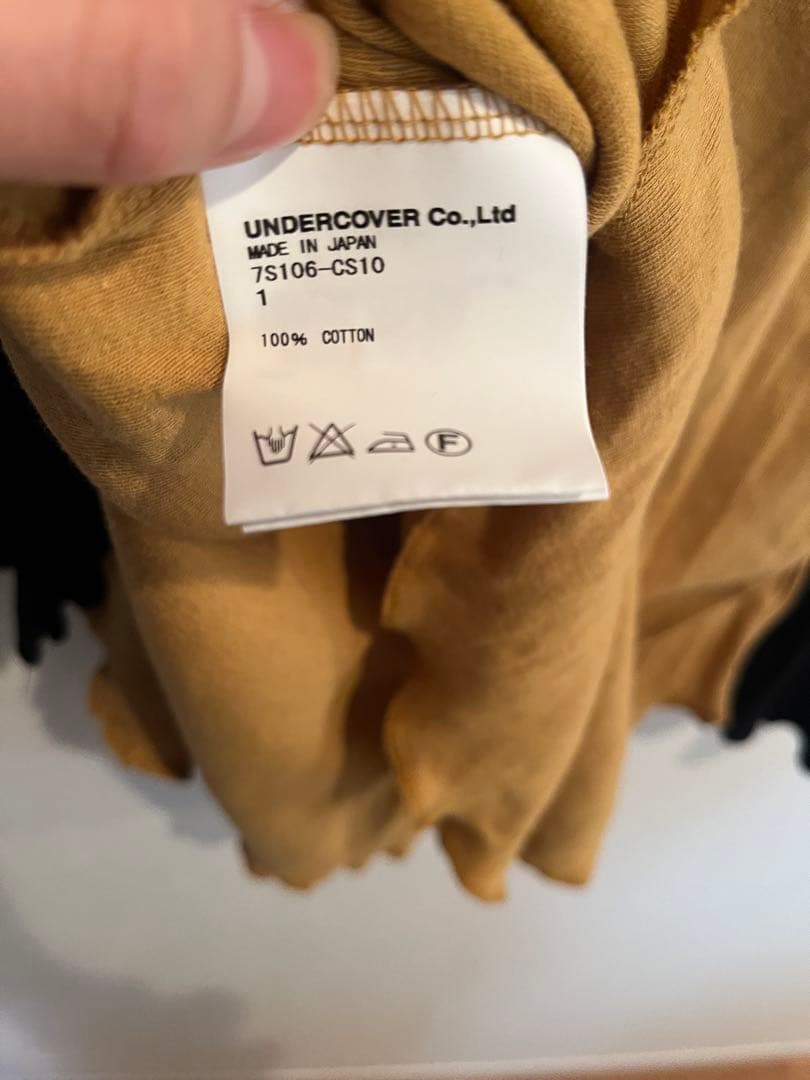 UNDERCOVER Co.,Ltd
MADE IN JAPAN
7S106-CS10
1
100% COTTON
F